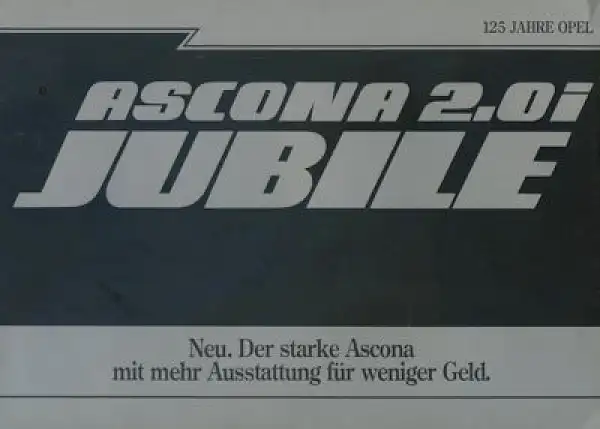 125 JAHRE OPEL
ASCONA 2.0i
JUBILE
Neu. Der starke Ascona
mit mehr Ausstattung für weniger Geld.